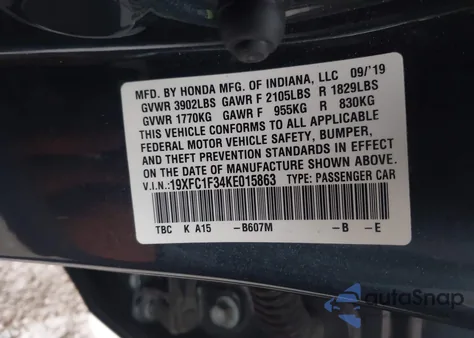 MFD. BY HONDA MFG. OF INDIANA, LLC 09/'19
GVWR 3902LBS GAWR F 2105LBS R 1829LBS
GVWR 1770KG GAWR F 955KG R 830KG
THIS VEHICLE CONFORMS TO ALL APPLICABLE
FEDERAL MOTOR VEHICLE SAFETY, BUMPER,
AND THEFT PREVENTION STANDARDS IN EFFECT
ON THE DATE OF MANUFACTURE SHOWN ABOVE.
V.I.N.: 19XFC1F34KE015863 TYPE: PASSENGER CAR
TBC K A15 -B607M -B -E
autoSnap